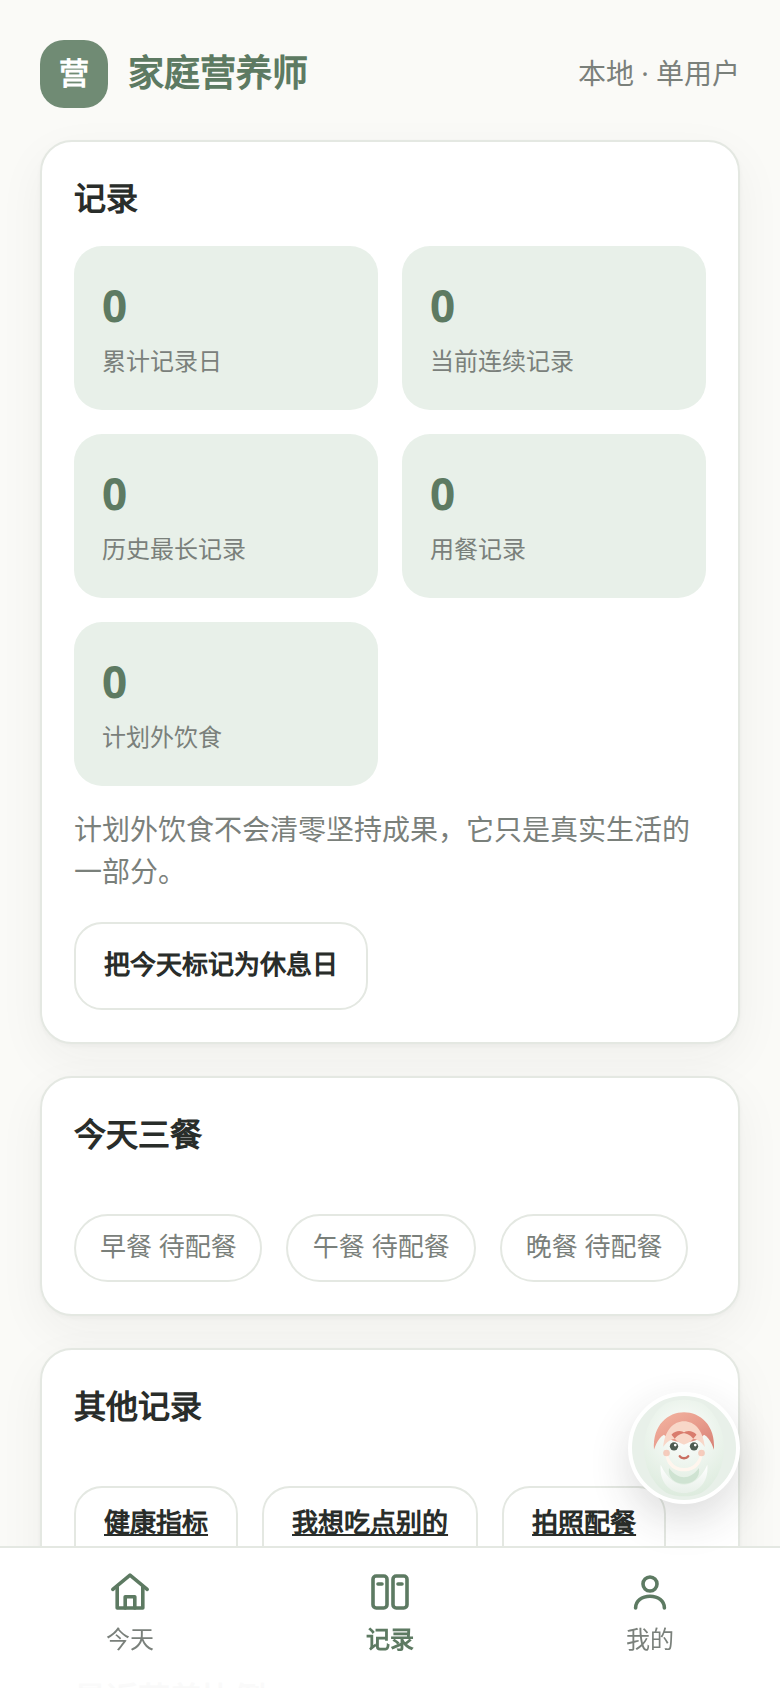 营 家庭营养师 本地 · 单用户
记录
0 0
累计记录日 当前连续记录
0 0
历史最长记录 用餐记录
0
计划外饮食
计划外饮食不会清零坚持成果，它只是真实生活的
一部分。
把今天标记为休息日
今天三餐
早餐 待配餐 午餐 待配餐 晚餐 待配餐
其他记录
健康指标 我想吃点别的 拍照配餐
今天 记录 我的